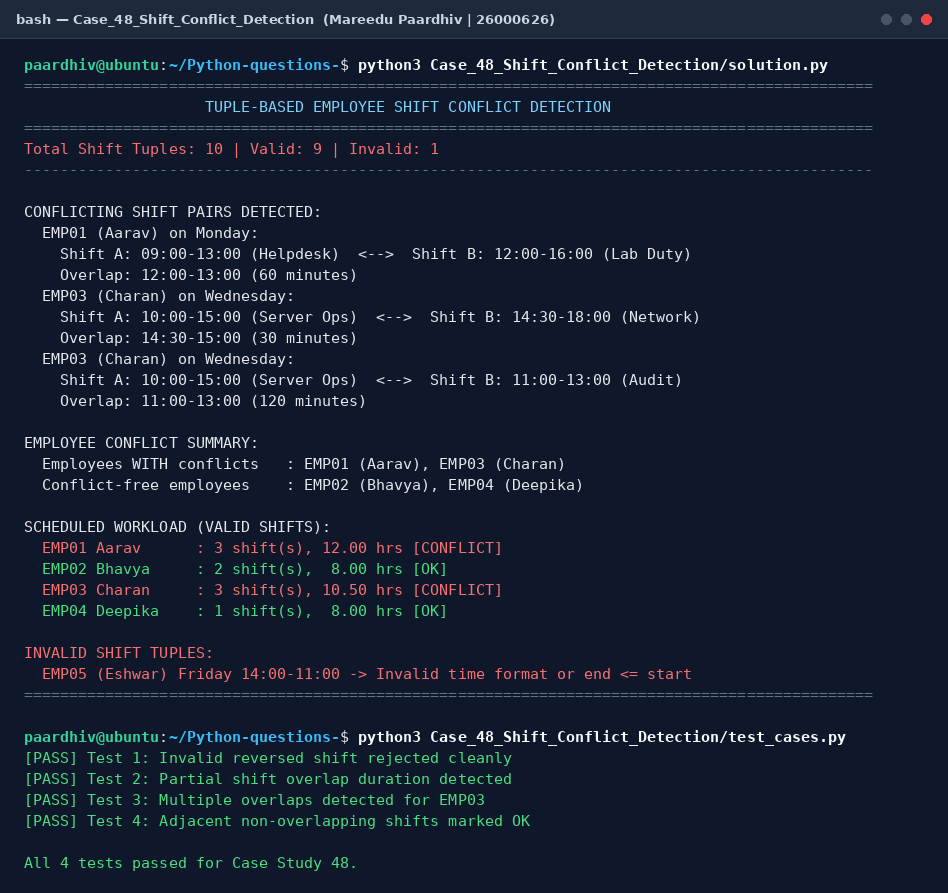 bash — Case_48_Shift_Conflict_Detection (Mareedu Paardhiv | 26000626)
paardhiv@ubuntu:~/Python-questions-$ python3 Case_48_Shift_Conflict_Detection/solution.py
==============================================================================================
TUPLE-BASED EMPLOYEE SHIFT CONFLICT DETECTION
==============================================================================================
Total Shift Tuples: 10 | Valid: 9 | Invalid: 1
----------------------------------------------------------------------------------------------
CONFLICTING SHIFT PAIRS DETECTED:
EMP01 (Aarav) on Monday:
Shift A: 09:00-13:00 (Helpdesk) <--> Shift B: 12:00-16:00 (Lab Duty)
Overlap: 12:00-13:00 (60 minutes)
EMP03 (Charan) on Wednesday:
Shift A: 10:00-15:00 (Server Ops) <--> Shift B: 14:30-18:00 (Network)
Overlap: 14:30-15:00 (30 minutes)
EMP03 (Charan) on Wednesday:
Shift A: 10:00-15:00 (Server Ops) <--> Shift B: 11:00-13:00 (Audit)
Overlap: 11:00-13:00 (120 minutes)
EMPLOYEE CONFLICT SUMMARY:
Employees WITH conflicts : EMP01 (Aarav), EMP03 (Charan)
Conflict-free employees : EMP02 (Bhavya), EMP04 (Deepika)
SCHEDULED WORKLOAD (VALID SHIFTS):
EMP01 Aarav : 3 shift(s), 12.00 hrs [CONFLICT]
EMP02 Bhavya : 2 shift(s), 8.00 hrs [OK]
EMP03 Charan : 3 shift(s), 10.50 hrs [CONFLICT]
EMP04 Deepika : 1 shift(s), 8.00 hrs [OK]
INVALID SHIFT TUPLES:
EMP05 (Eshwar) Friday 14:00-11:00 -> Invalid time format or end <= start
==============================================================================================
paardhiv@ubuntu:~/Python-questions-$ python3 Case_48_Shift_Conflict_Detection/test_cases.py
[PASS] Test 1: Invalid reversed shift rejected cleanly
[PASS] Test 2: Partial shift overlap duration detected
[PASS] Test 3: Multiple overlaps detected for EMP03
[PASS] Test 4: Adjacent non-overlapping shifts marked OK
All 4 tests passed for Case Study 48.